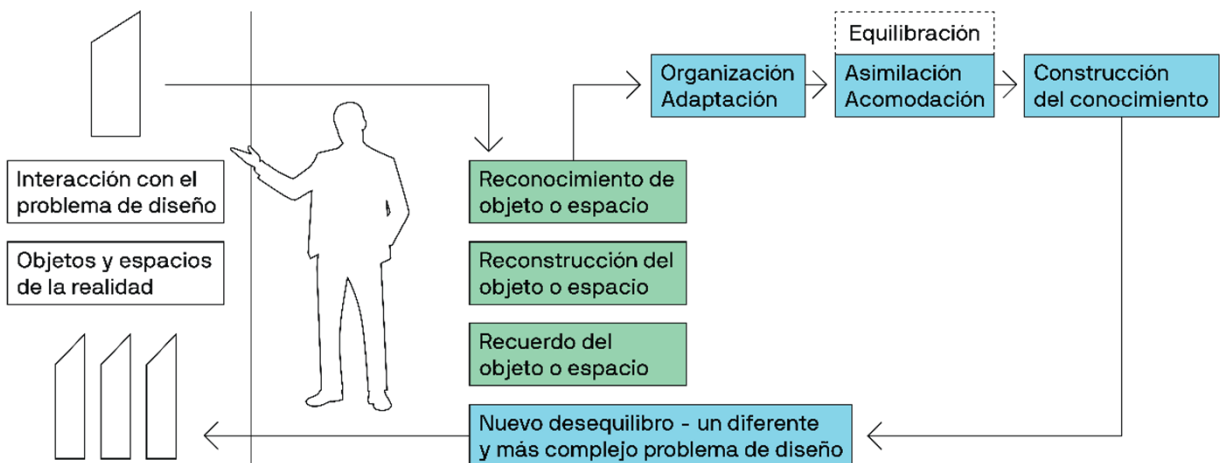 Interacción con el
problema de diseño
Objetos y espacios
de la realidad
Reconocimiento de
objeto o espacio
Reconstrucción del
objeto o espacio
Recuerdo del
objeto o espacio
Organización
Adaptación
Equilibración
Asimilación
Acomodación
Construcción
del conocimiento
Nuevo desequilibro - un diferente
y más complejo problema de diseño